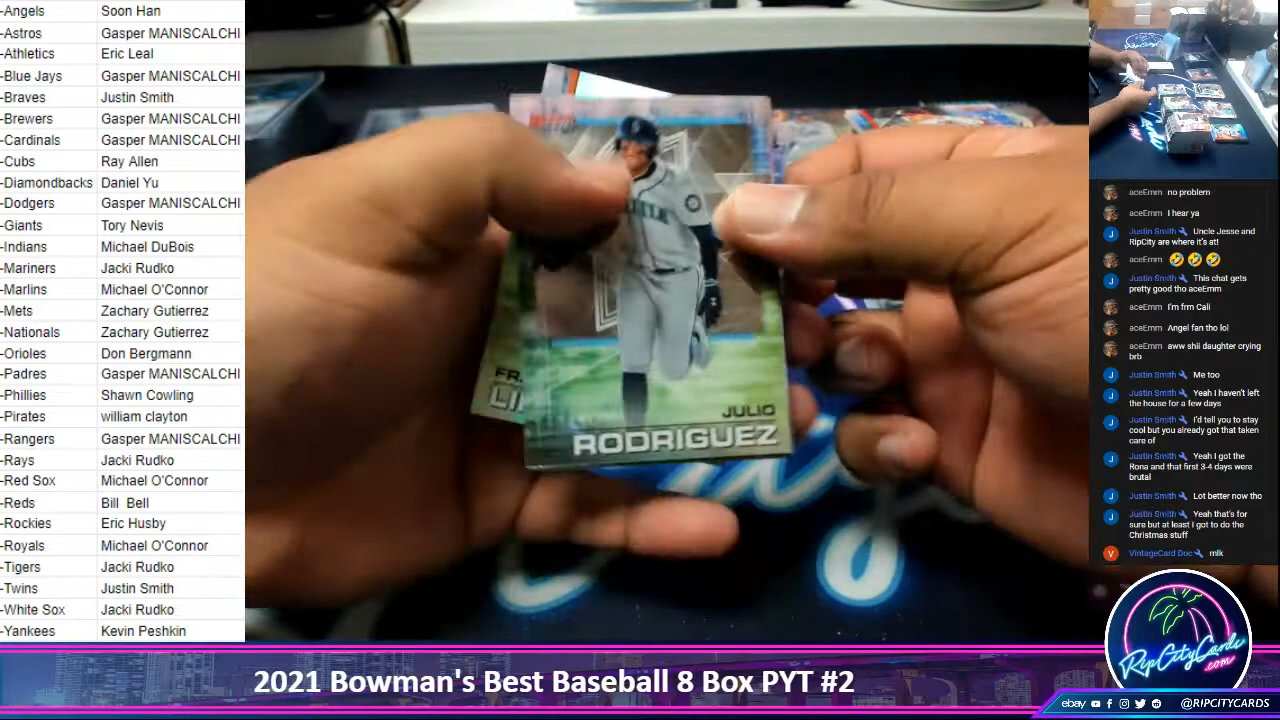 -Angels Soon Han
-Astros Gasper MANISCALCHI
-Athletics Eric Leal
-Blue Jays Gasper MANISCALCHI
-Braves Justin Smith
-Brewers Gasper MANISCALCHI
-Cardinals Gasper MANISCALCHI
-Cubs Ray Allen
-Diamondbacks Daniel Yu
-Dodgers Gasper MANISCALCHI
-Giants Tory Nevis
-Indians Michael DuBois
-Mariners Jacki Rudko
-Marlins Michael O'Connor
-Mets Zachary Gutierrez
-Nationals Zachary Gutierrez
-Orioles Don Bergmann
-Padres Gasper MANISCALCHI
-Phillies Shawn Cowling
-Pirates william clayton
-Rangers Gasper MANISCALCHI
-Rays Jacki Rudko
-Red Sox Michael O'Connor
-Reds Bill Bell
-Rockies Eric Husby
-Royals Michael O'Connor
-Tigers Jacki Rudko
-Twins Justin Smith
-White Sox Jacki Rudko
-Yankees Kevin Peshkin
FR
LI
JULIO
RODRIGUEZ
aceEmm no problem
aceEmm I hear ya
Justin Smith Uncle Jesse and
RipCity are where it's at!
aceEmm 🤣🤣🤣
Justin Smith This chat gets
pretty good tho aceEmm
aceEmm I'm frm Cali
aceEmm Angel fan tho lol
aceEmm aww shii daughter crying
brb
Justin Smith Me too
Justin Smith Yeah I haven't left
the house for a few days
Justin Smith I'd tell you to stay
cool but you already got that taken
care of
Justin Smith Yeah I got the
Rona and that first 3-4 days were
brutal
Justin Smith Lot better now tho
Justin Smith Yeah that's for
sure but at least I got to do the
Christmas stuff
V VintageCard Doc mlk
RipCityCards
.com
2021 Bowman's Best Baseball 8 Box PYT #2
ebay @RIPCITYCARDS